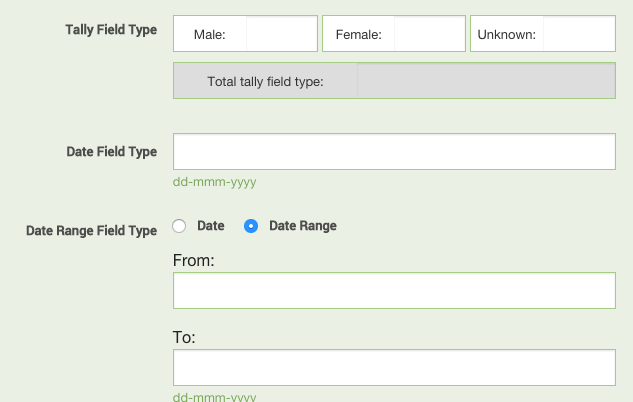 Tally Field Type Male: Female: Unknown:
Total tally field type:
Date Field Type
dd-mmm-yyyy
Date Range Field Type Date Date Range
From:
To:
dd-mmm-yyyy